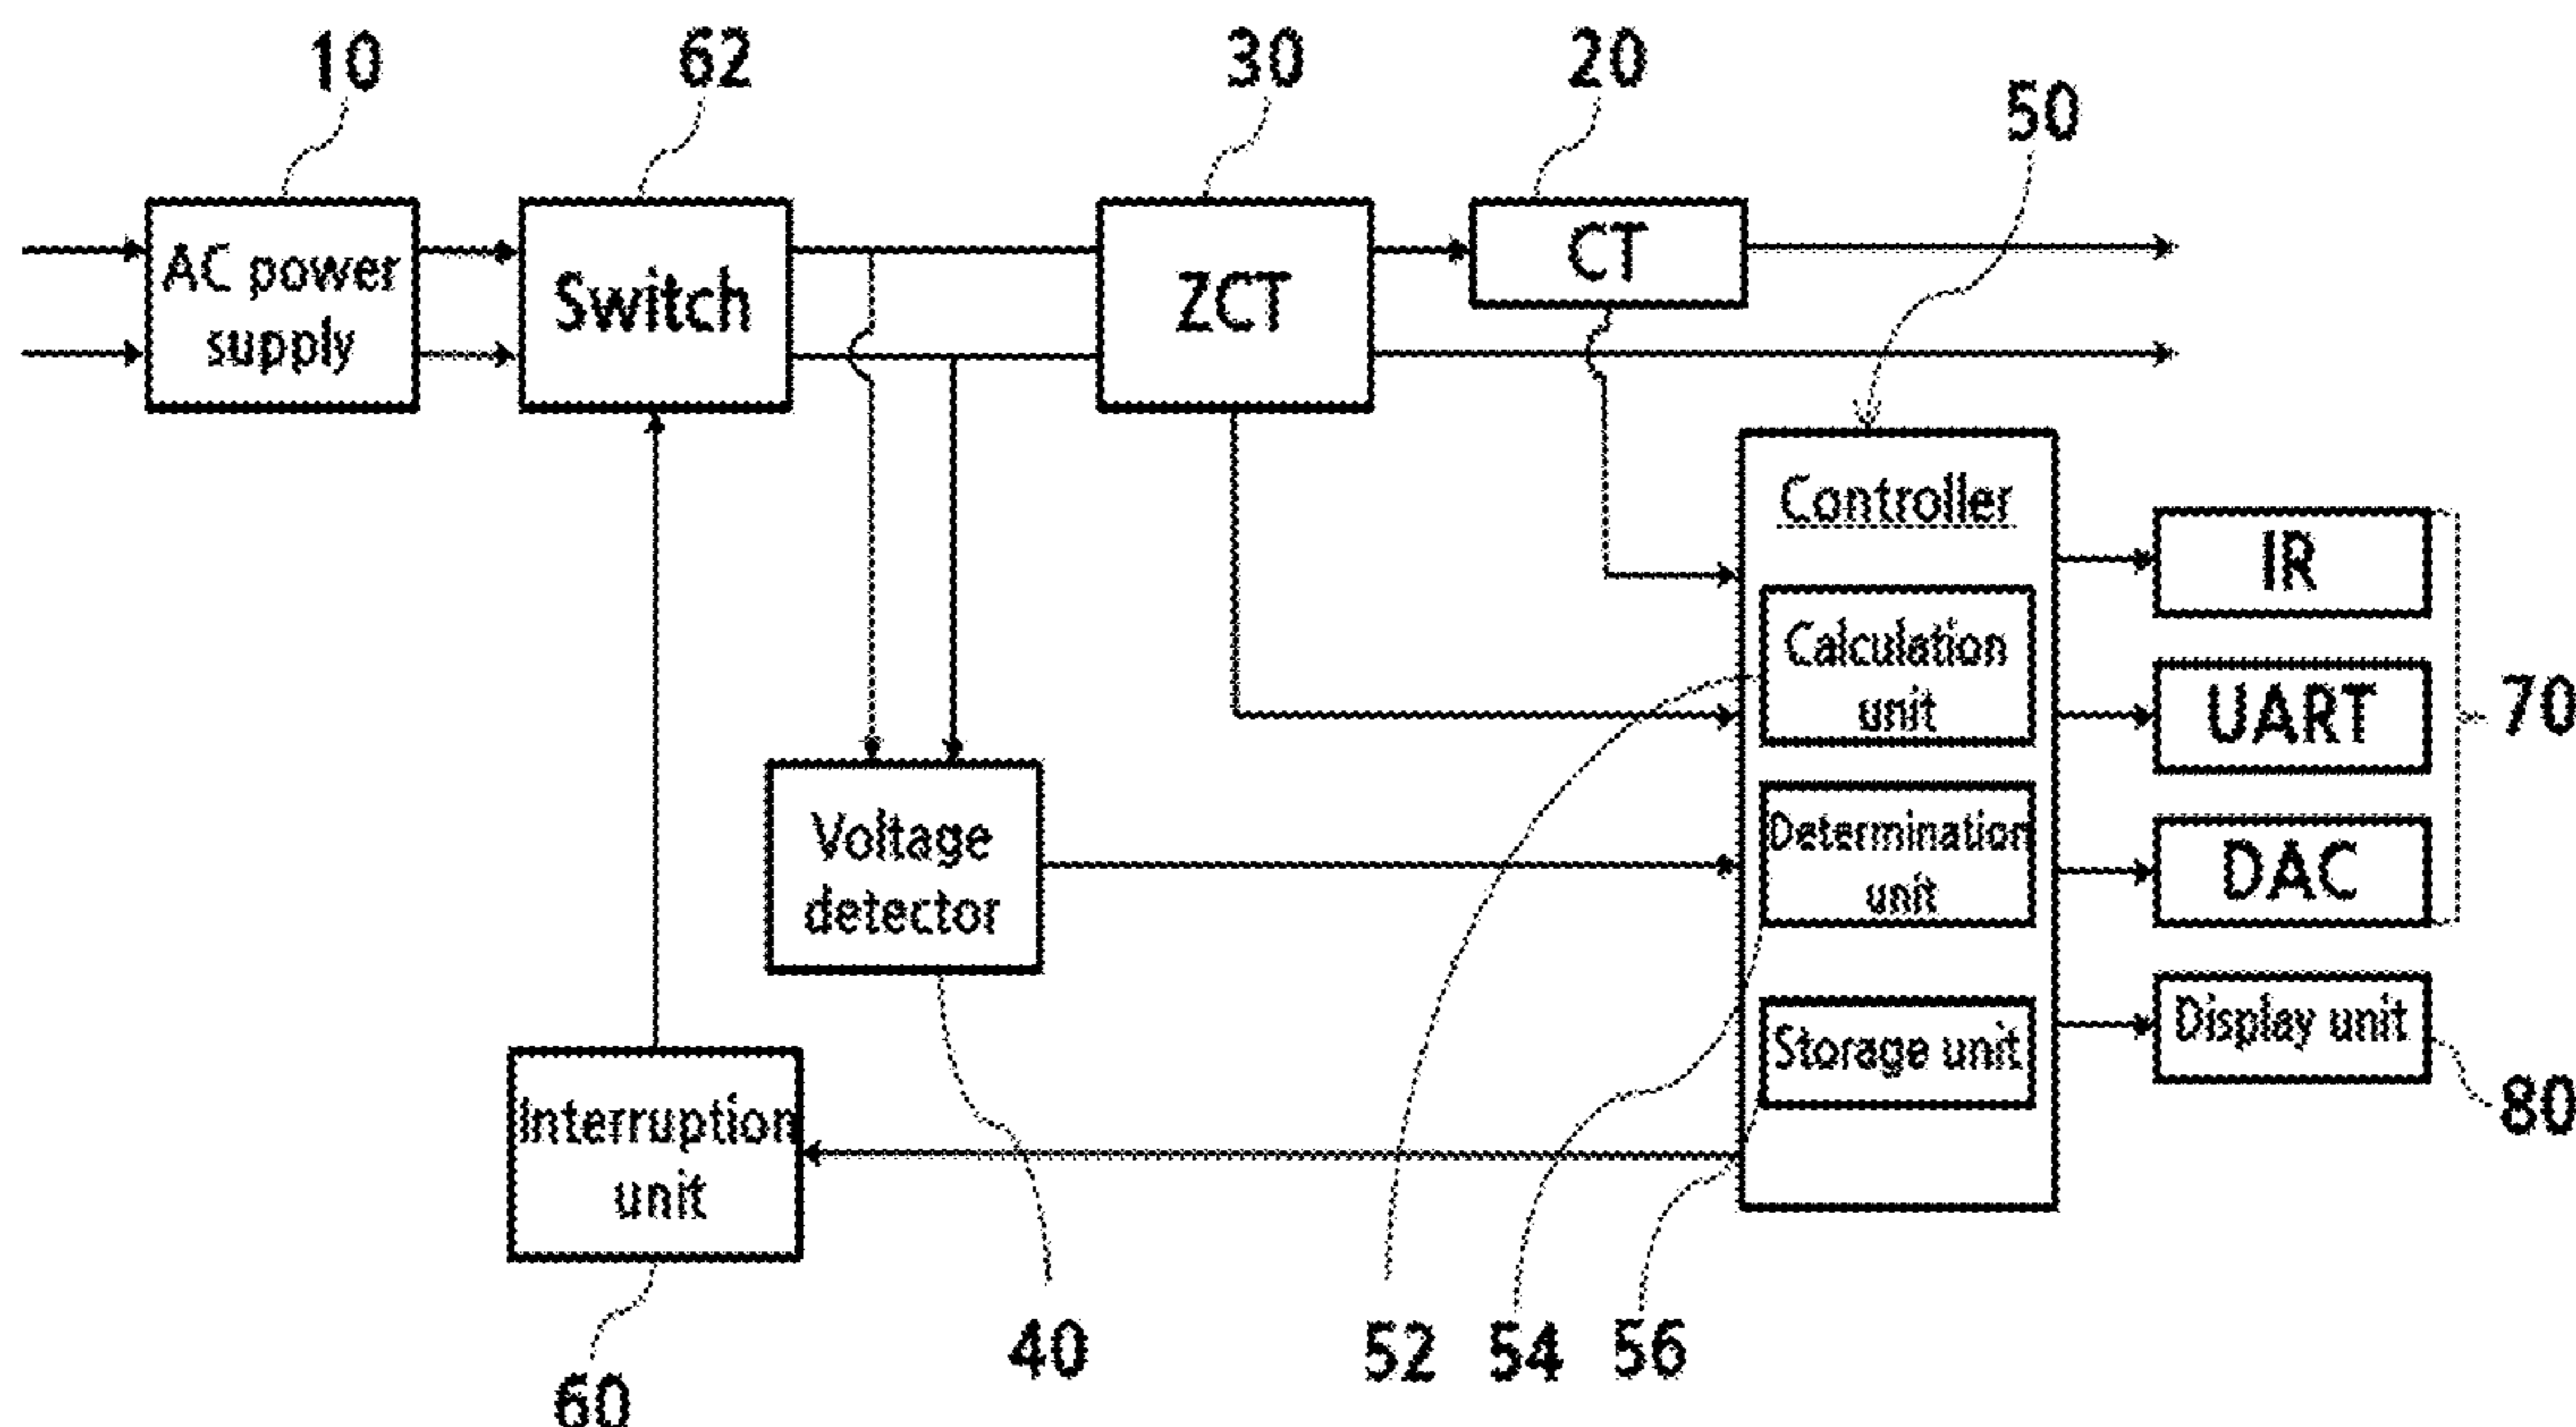 10
62
30
20
50
AC power
supply
Switch
ZCT
CT
Controller
IR
Calculation
unit
UART
70
Voltage
detector
Determination
unit
DAC
Storage unit
Display unit
80
Interruption
unit
40
52
54
56
60